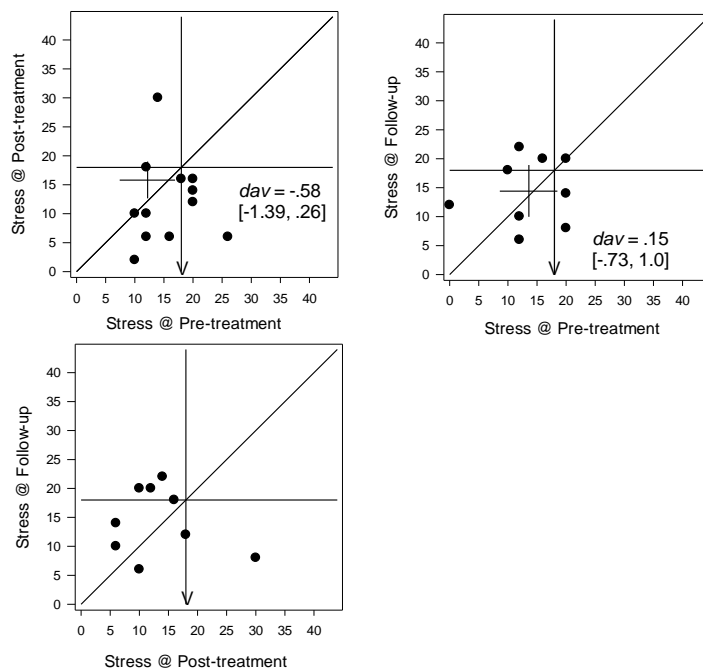 Stress @ Post-treatment
40
35
30
25
20
15
10
5
0
dav = -.58
[-1.39, .26]
0 5 10 15 20 25 30 35 40
Stress @ Pre-treatment
Stress @ Follow-up
40
35
30
25
20
15
10
5
0
dav = .15
[-.73, 1.0]
0 5 10 15 20 25 30 35 40
Stress @ Pre-treatment
Stress @ Follow-up
40
35
30
25
20
15
10
5
0
0 5 10 15 20 25 30 35 40
Stress @ Post-treatment